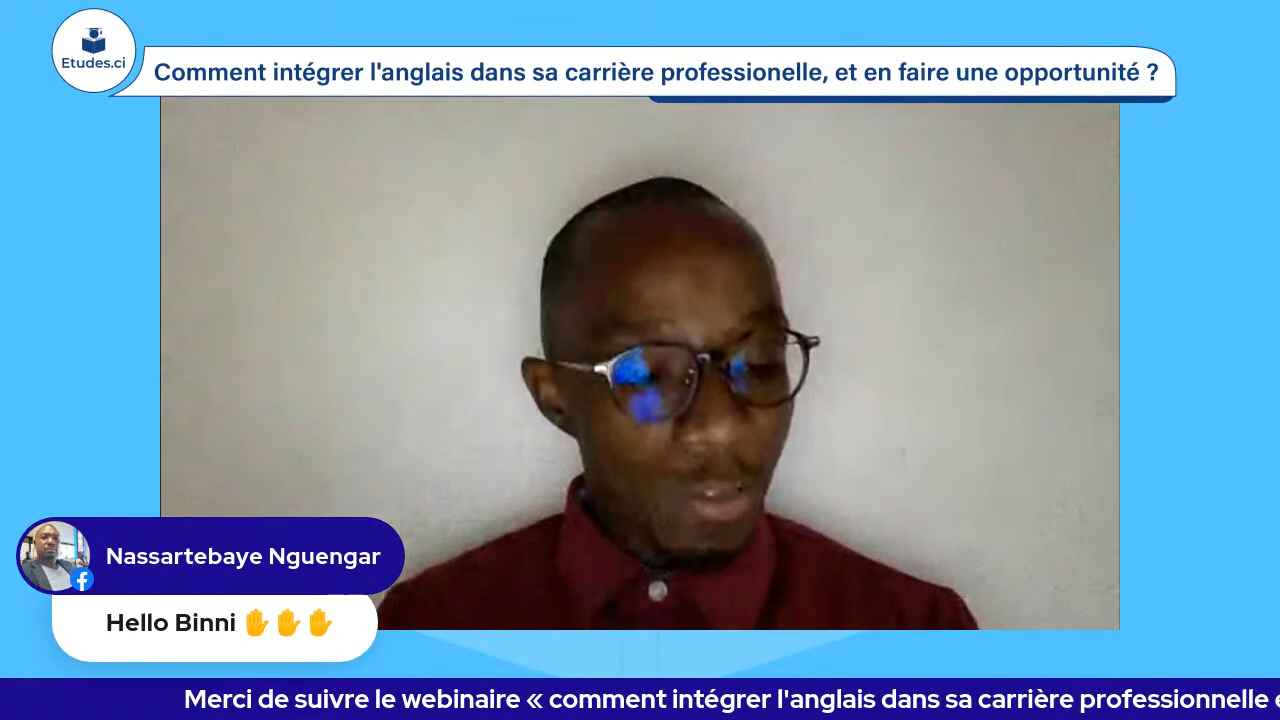 Etudes.ci
Comment intégrer l'anglais dans sa carrière professionelle, et en faire une opportunité ?
Nassartebaye Nguengar
Hello Binni ✋✋✋
Merci de suivre le webinaire « comment intégrer l'anglais dans sa carrière professionnelle